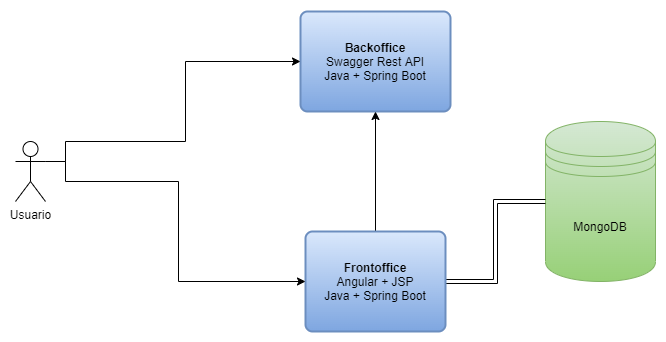 Backoffice
Swagger Rest API
Java + Spring Boot
Usuario
MongoDB
Frontoffice
Angular + JSP
Java + Spring Boot